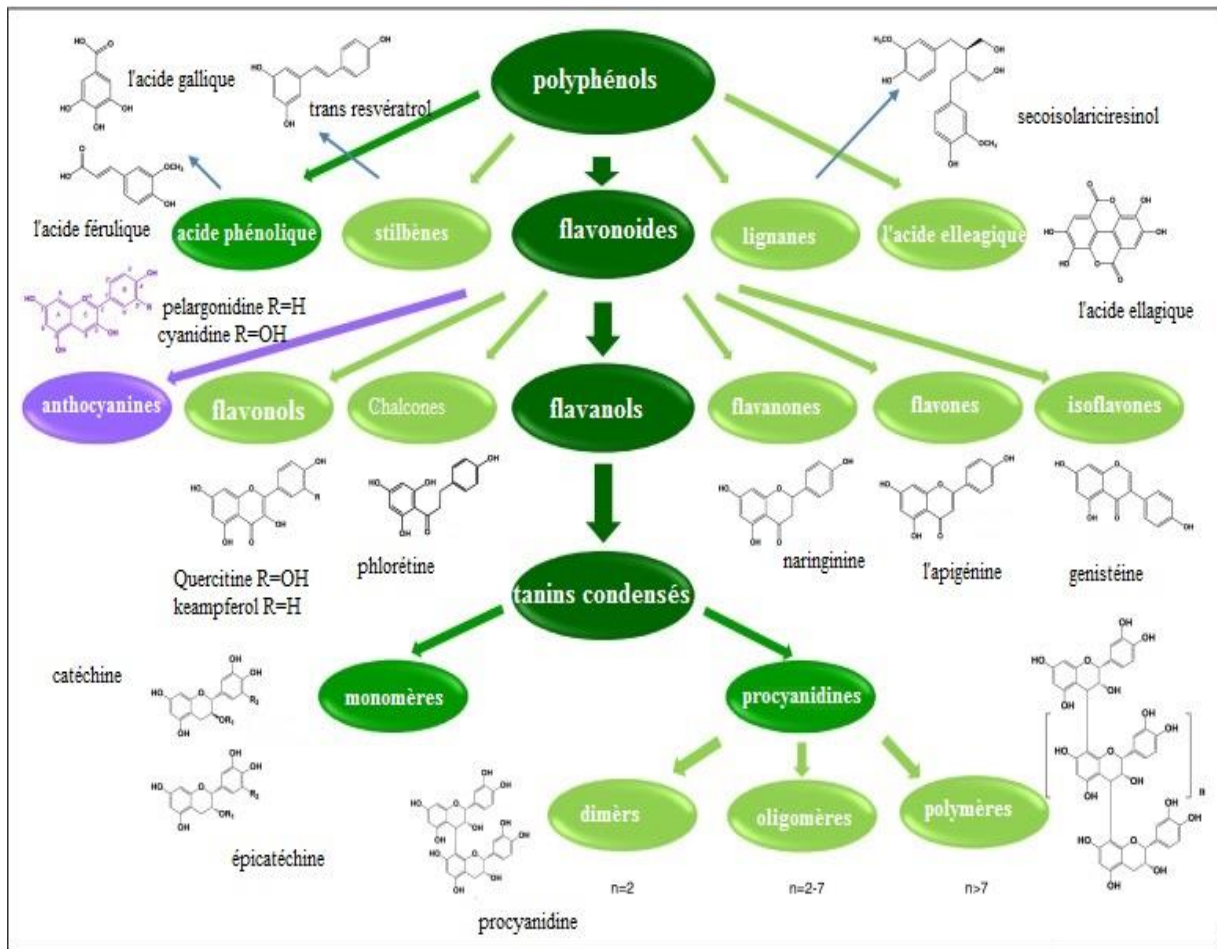 polyphénols
l'acide gallique
trans resvératrol
secoisolariciresinol
l'acide férulique
acide phénolique
stilbènes
flavonoides
lignanes
l'acide elleagique
l'acide ellagique
pelargonidine R=H
cyanidine R=OH
anthocyanines
flavonols
Chalcones
flavanols
flavanones
flavones
isoflavones
Quercitine R=OH
keampferol R=H
phlorétine
naringinine
l'apigénine
genistéine
tanins condensés
catéchine
monomères
procyanidines
dimèrs
oligomères
polymères
épicatéchine
n=2
n=2-7
n>7
procyanidine